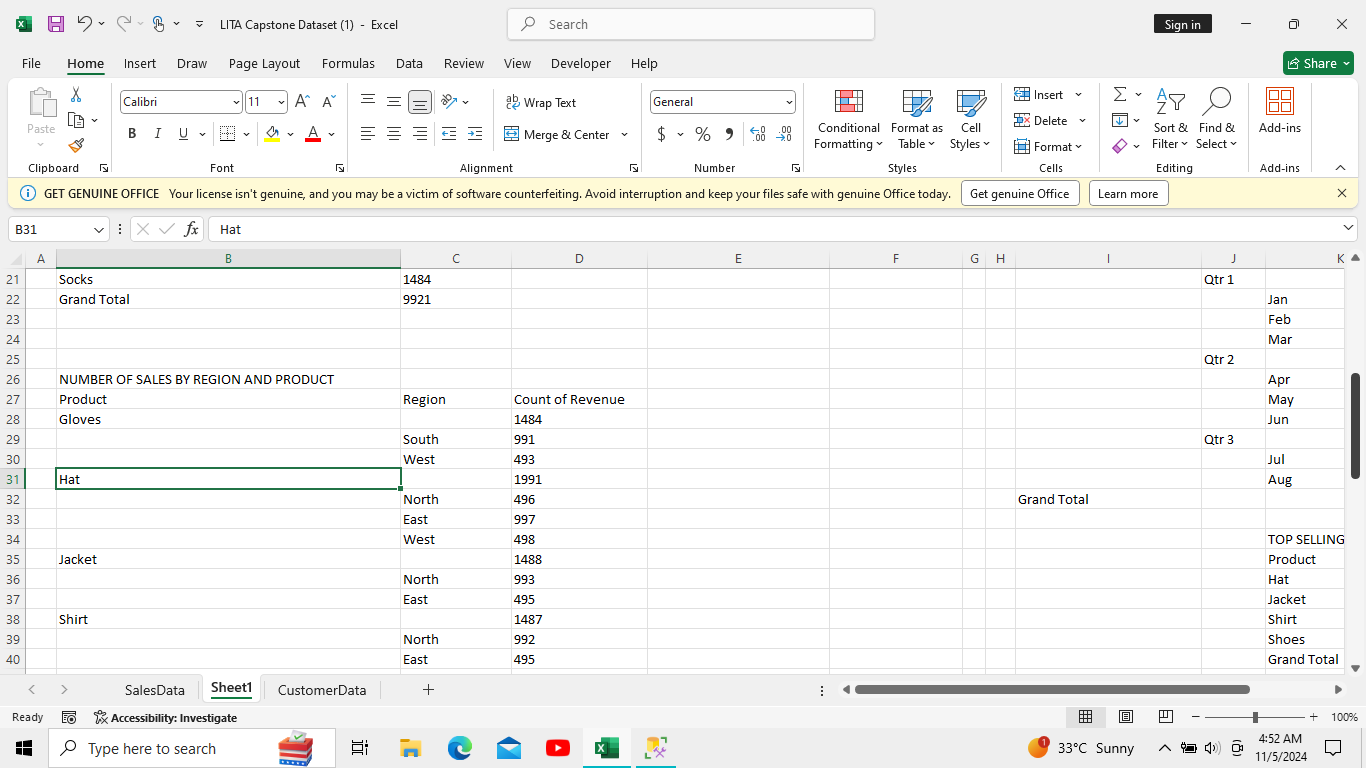 LITA Capstone Dataset (1) - Excel
Search
Sign in
File Home Insert Draw Page Layout Formulas Data Review View Developer Help
Share
Paste
Calibri 11
B I U A
Wrap Text
Merge & Center
General
$ % 9
Conditional Formatting
Format as Table
Cell Styles
Insert
Delete
Format
Sort & Filter
Find & Select
Add-ins
Clipboard Font Alignment Number Styles Cells Editing Add-ins
GET GENUINE OFFICE Your license isn't genuine, and you may be a victim of software counterfeiting. Avoid interruption and keep your files safe with genuine Office today. Get genuine Office Learn more
B31 fx Hat
A B C D E F G H I J K
21 Socks 1484 Qtr 1
22 Grand Total 9921 Jan
23 Feb
24 Mar
25 Qtr 2
26 NUMBER OF SALES BY REGION AND PRODUCT Apr
27 Product Region Count of Revenue May
28 Gloves 1484 Jun
29 South 991 Qtr 3
30 West 493 Jul
31 Hat 1991 Aug
32 North 496 Grand Total
33 East 997
34 West 498 TOP SELLING
35 Jacket 1488 Product
36 North 993 Hat
37 East 495 Jacket
38 Shirt 1487 Shirt
39 North 992 Shoes
40 East 495 Grand Total
SalesData Sheet1 CustomerData +
Ready Accessibility: Investigate 100%
Type here to search
1 33°C Sunny
4:52 AM
11/5/2024